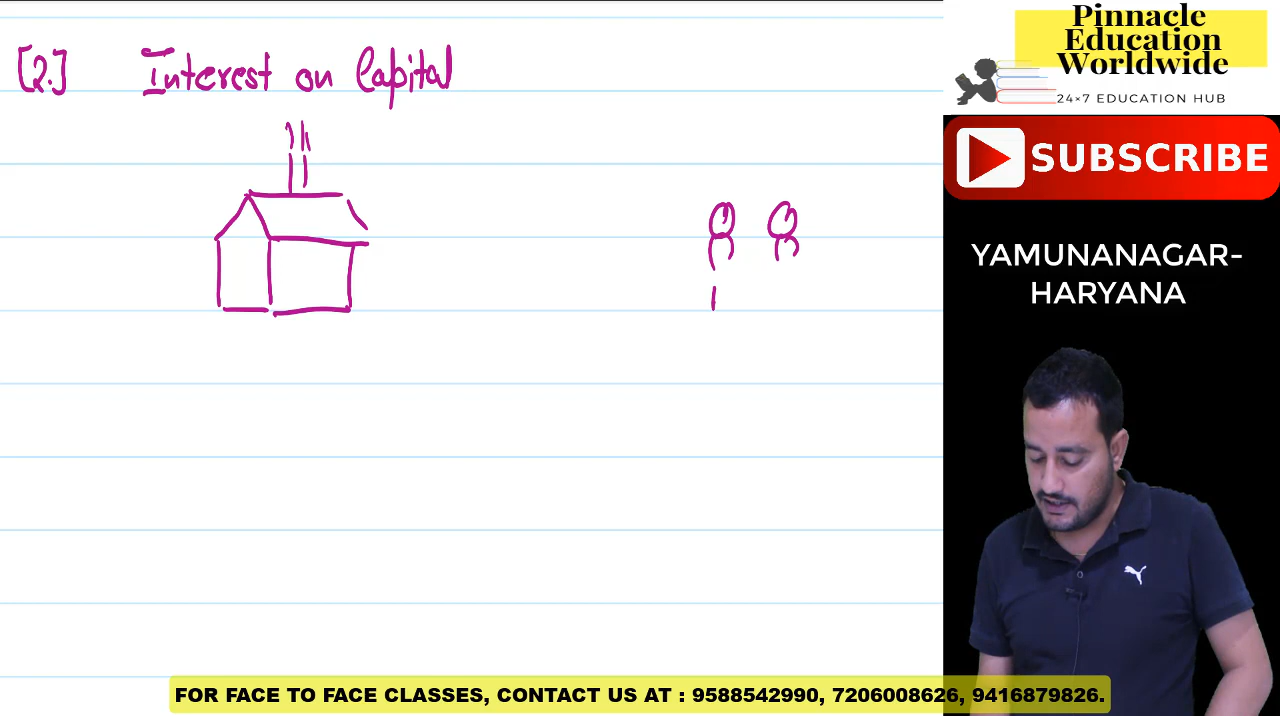 [2.] Interest on Capital
Pinnacle
Education
Worldwide
24×7 EDUCATION HUB
SUBSCRIBE
YAMUNANAGAR-
HARYANA
FOR FACE TO FACE CLASSES, CONTACT US AT : 9588542990, 7206008626, 9416879826.